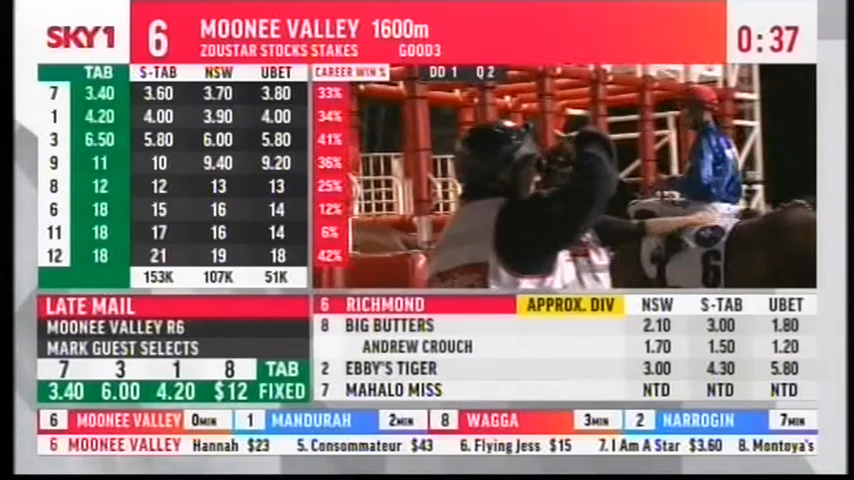 SKY1 6 MOONEE VALLEY 1600m 0:37
ZOUSTAR STOCKS STAKES GOOD3
TAB S-TAB NSW UBET CAREER WIN % DD 1 Q 2
7 3.40 3.60 3.70 3.80 33%
1 4.20 4.00 3.90 4.00 34%
3 6.50 5.80 6.00 5.80 41%
9 11 10 9.40 9.20 36%
8 12 12 13 13 25%
6 18 15 16 14 12%
11 18 17 16 14 6%
12 18 21 19 18 42%
153K 107K 51K
6
LATE MAIL
MOONEE VALLEY R6
MARK GUEST SELECTS
7 3 1 8 TAB
3.40 6.00 4.20 $12 FIXED
6 RICHMOND APPROX. DIV NSW S-TAB UBET
8 BIG BUTTERS 2.10 3.00 1.80
ANDREW CROUCH 1.70 1.50 1.20
2 EBBY'S TIGER 3.00 4.30 5.80
7 MAHALO MISS NTD NTD NTD
6 MOONEE VALLEY 0MIN 1 MANDURAH 2MIN 8 WAGGA 3MIN 2 NARROGIN 7MIN
6 MOONEE VALLEY Hannah $23 5. Consommateur $43 6. Flying Jess $15 7. I Am A Star $3.60 8. Montoya's